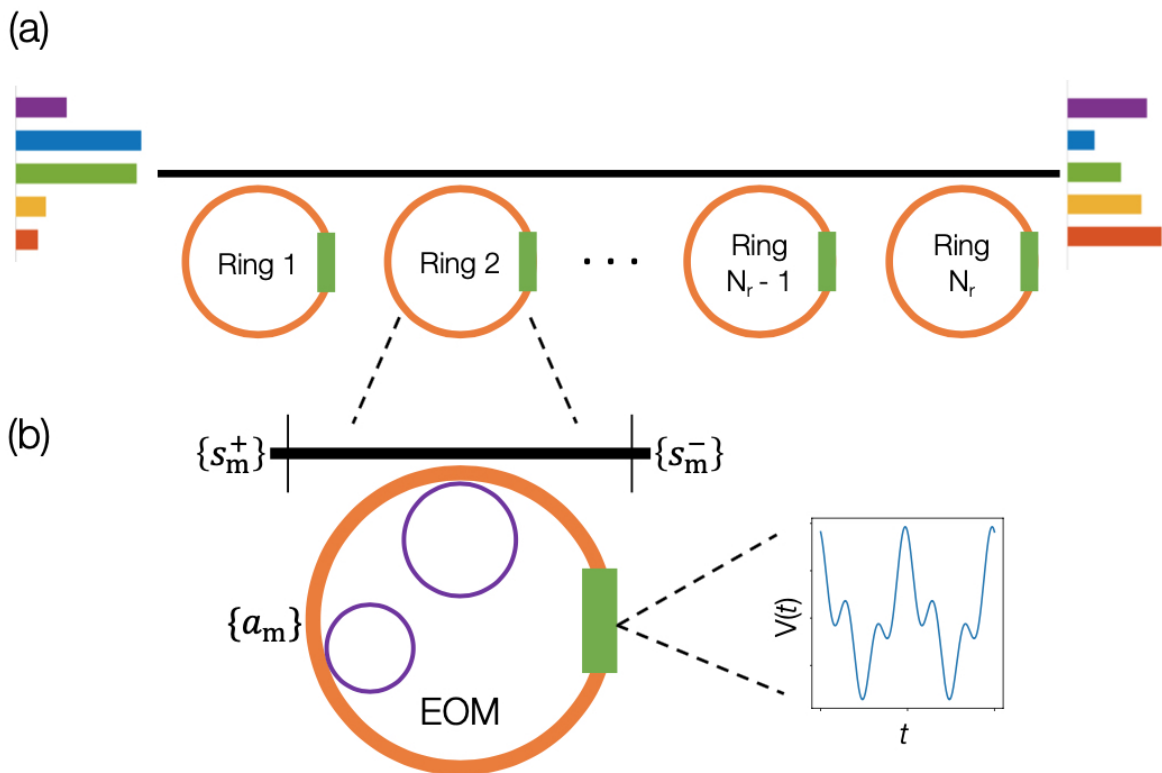 (a)
Ring 1
Ring 2
. . .
Ring
N_r - 1
Ring
N_r
(b)
{s_m^+}
{s_m^-}
{a_m}
EOM
V(t)
t